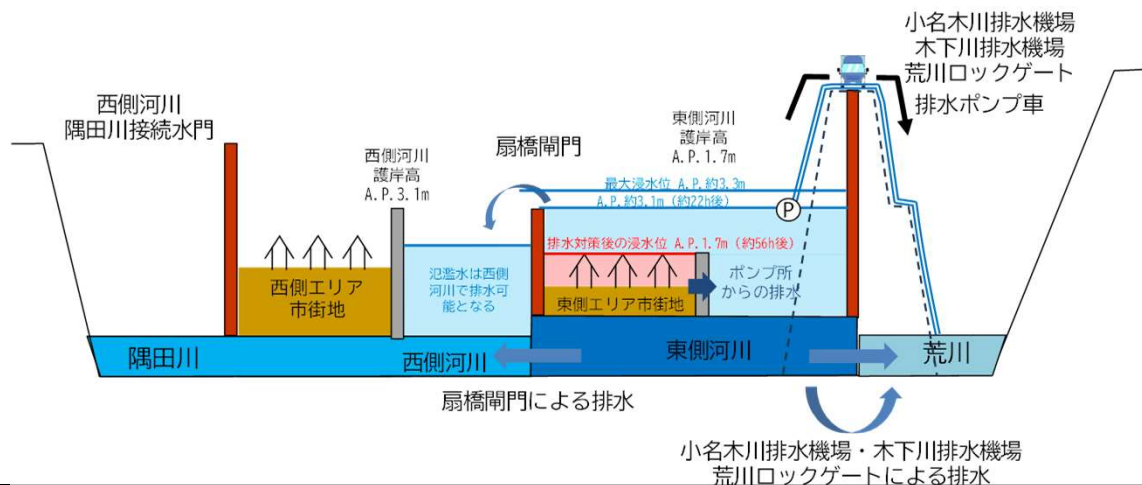 小名木川排水機場
木下川排水機場
荒川ロックゲート
排水ポンプ車
西側河川
隅田川接続水門
西側河川
護岸高
A.P.3.1m
扇橋閘門
東側河川
護岸高
A.P.1.7m
最大浸水位 A.P.約3.3m
A.P.約3.1m(約22h後)
P
排水対策後の浸水位 A.P.1.7m(約56h後)
氾濫水は西側
河川で排水可
能となる
西側エリア
市街地
東側エリア市街地
ポンプ所
からの排水
隅田川
西側河川
東側河川
荒川
扇橋閘門による排水
小名木川排水機場・木下川排水機場
荒川ロックゲートによる排水